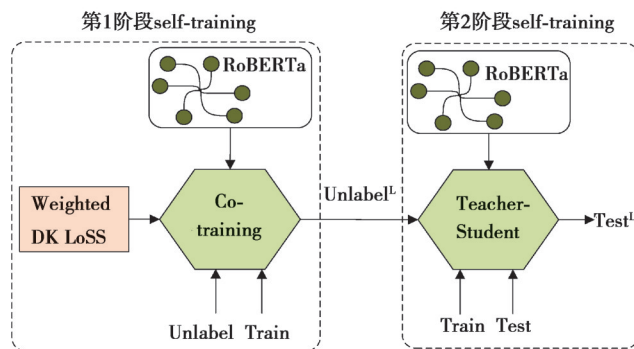 第1阶段self-training
第2阶段self-training
RoBERTa
RoBERTa
Weighted
DK LoSS
Co-
training
Unlabel^L
Teacher-
Student
Test^L
Unlabel Train
Train Test